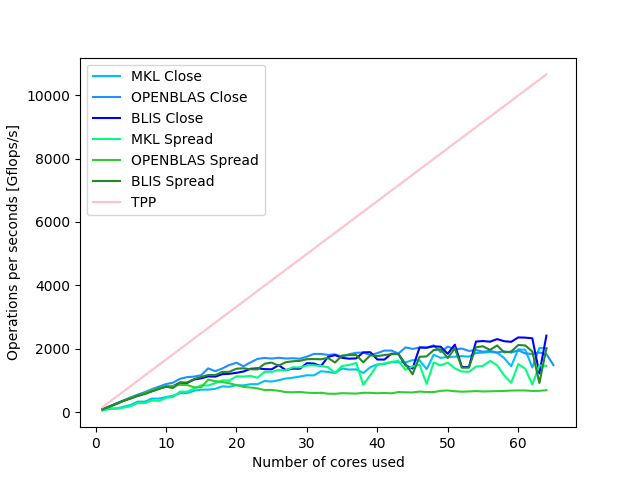 MKL Close
OPENBLAS Close
BLIS Close
MKL Spread
OPENBLAS Spread
BLIS Spread
TPP
Operations per seconds [Gflops/s]
10000
8000
6000
4000
2000
0
0 10 20 30 40 50 60
Number of cores used